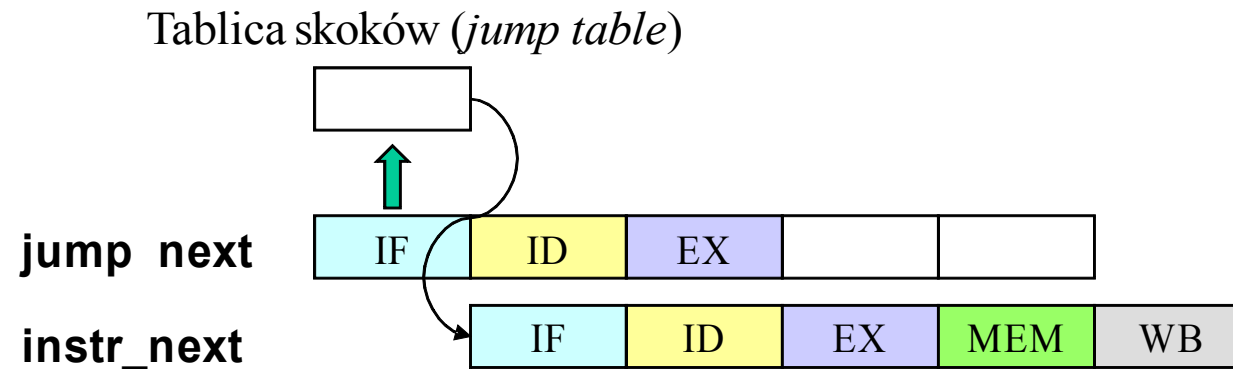 Tablica skoków (jump table)
jump next IF ID EX
instr_next IF ID EX MEM WB